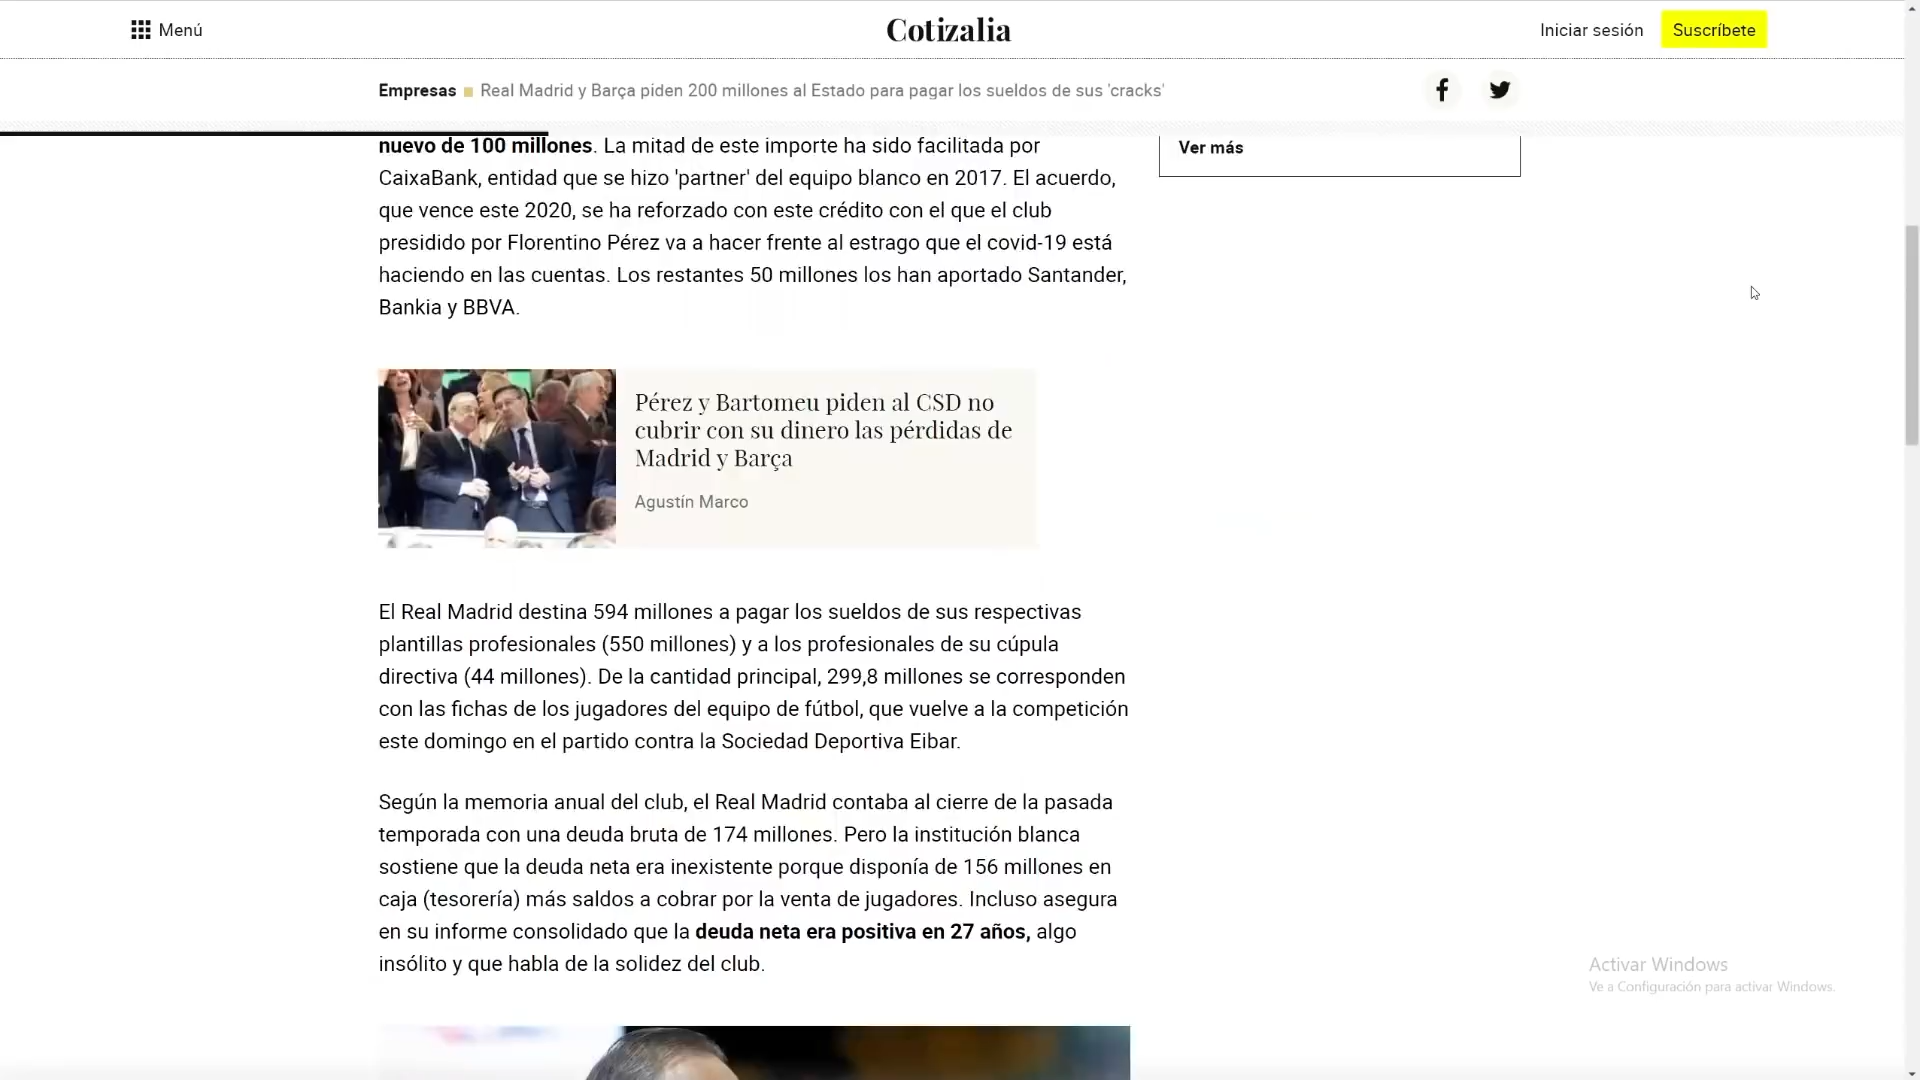 Menú
Cotizalia
Iniciar sesión
Suscríbete
Empresas Real Madrid y Barça piden 200 millones al Estado para pagar los sueldos de sus 'cracks'
nuevo de 100 millones. La mitad de este importe ha sido facilitada por
CaixaBank, entidad que se hizo 'partner' del equipo blanco en 2017. El acuerdo,
que vence este 2020, se ha reforzado con este crédito con el que el club
presidido por Florentino Pérez va a hacer frente al estrago que el covid-19 está
haciendo en las cuentas. Los restantes 50 millones los han aportado Santander,
Bankia y BBVA.
Ver más
Pérez y Bartomeu piden al CSD no
cubrir con su dinero las pérdidas de
Madrid y Barça
Agustín Marco
El Real Madrid destina 594 millones a pagar los sueldos de sus respectivas
plantillas profesionales (550 millones) y a los profesionales de su cúpula
directiva (44 millones). De la cantidad principal, 299,8 millones se corresponden
con las fichas de los jugadores del equipo de fútbol, que vuelve a la competición
este domingo en el partido contra la Sociedad Deportiva Eibar.
Según la memoria anual del club, el Real Madrid contaba al cierre de la pasada
temporada con una deuda bruta de 174 millones. Pero la institución blanca
sostiene que la deuda neta era inexistente porque disponía de 156 millones en
caja (tesorería) más saldos a cobrar por la venta de jugadores. Incluso asegura
en su informe consolidado que la deuda neta era positiva en 27 años, algo
insólito y que habla de la solidez del club.
Activar Windows
Ve a Configuración para activar Windows.